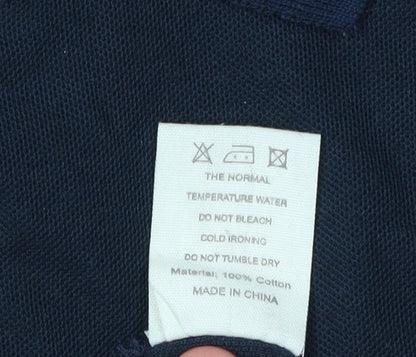 THE NORMAL
TEMPERATURE WATER
DO NOT BLEACH
COLD IRONING
DO NOT TUMBLE DRY
Material: 100% Cotton
MADE IN CHINA